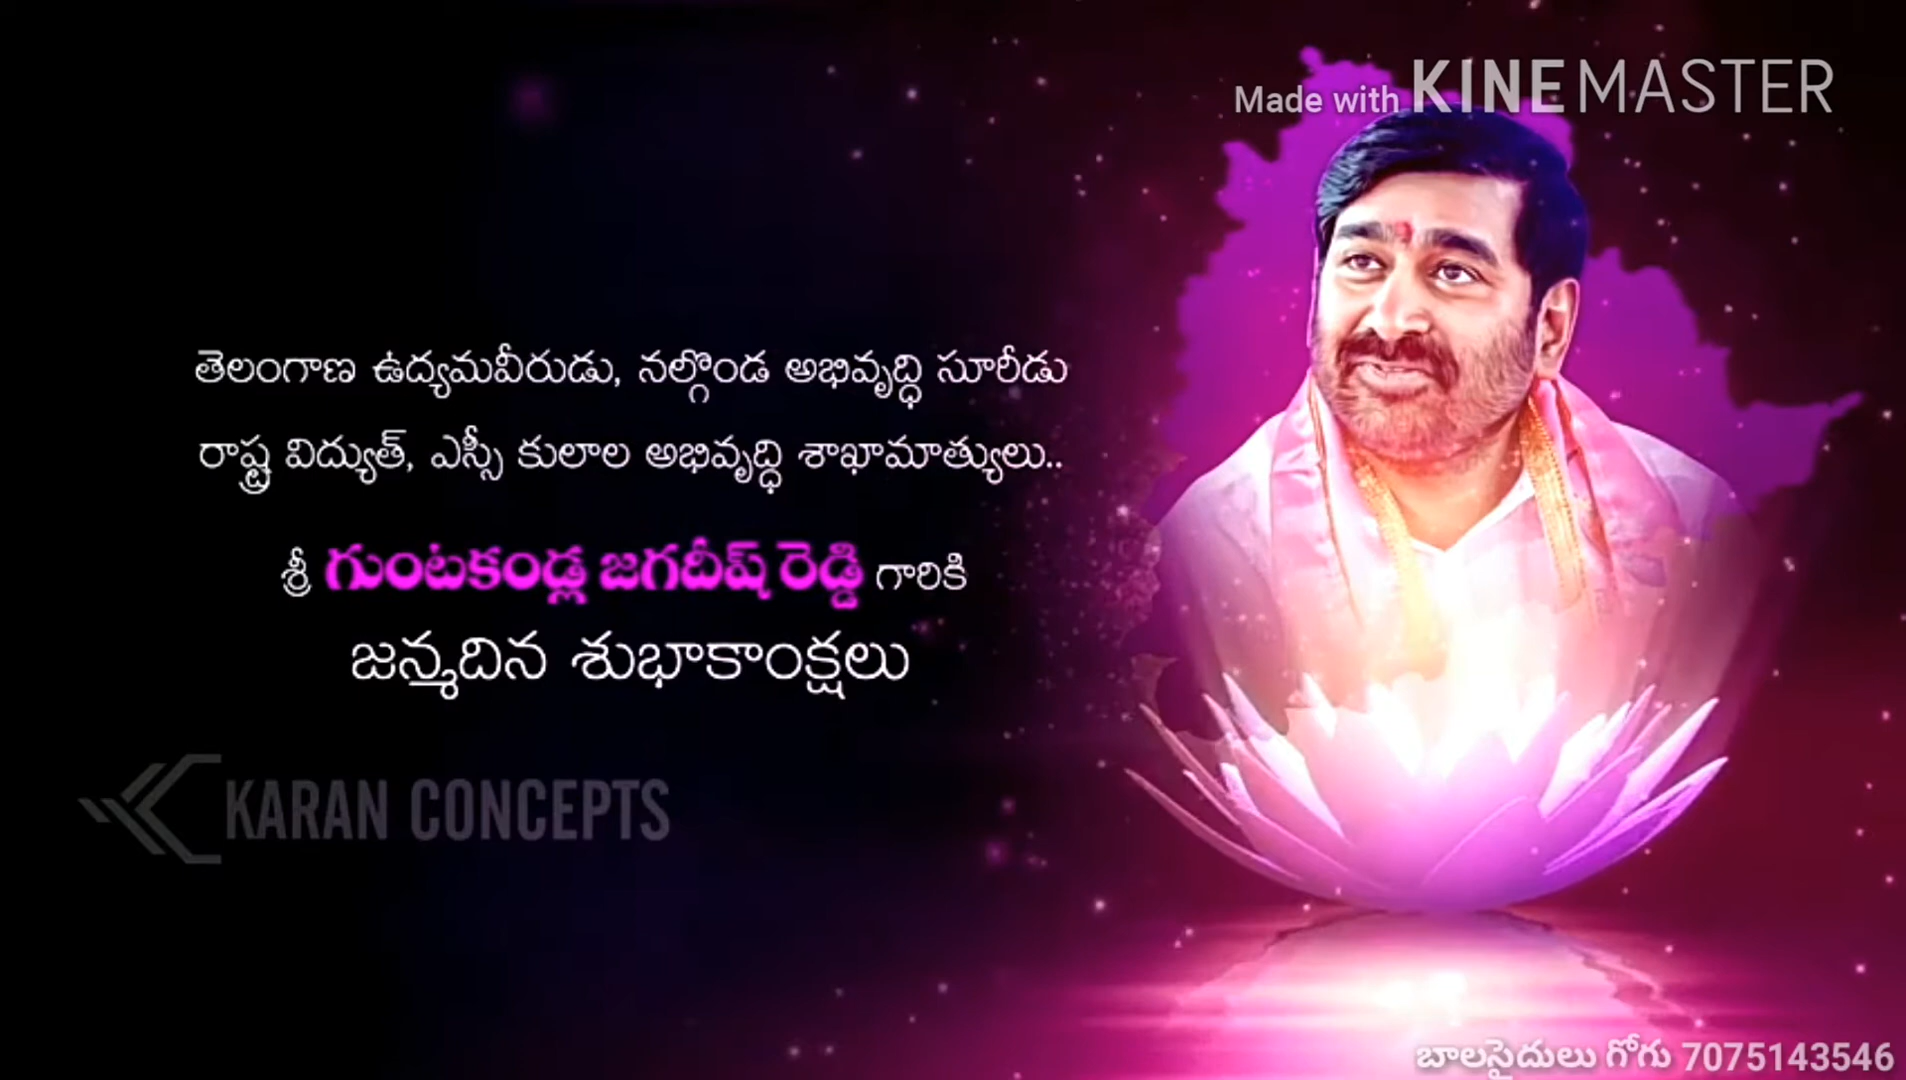 Made with KINEMASTER
తెలంగాణ ఉద్యమవీరుడు, నల్గొండ అభివృద్ధి సూరీడు
రాష్ట్ర విద్యుత్, ఎస్సీ కులాల అభివృద్ధి శాఖామాత్యులు..
శ్రీ గుంటకండ్ల జగదీష్ రెడ్డి గారికి
జన్మదిన శుభాకాంక్షలు
KARAN CONCEPTS
బాలసైదులు గోగు 7075143546